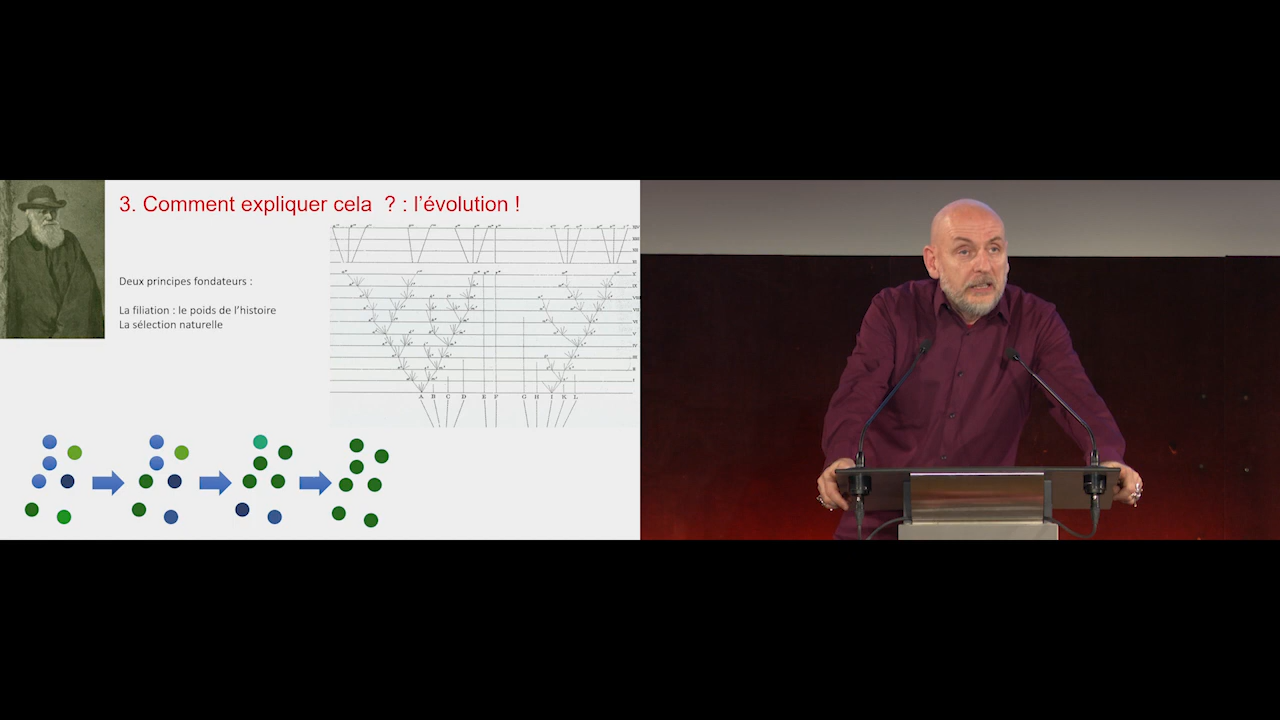 3. Comment expliquer cela  ? : l'évolution !
Deux principes fondateurs :
La filiation : le poids de l'histoire
La sélection naturelle
A B C D E F G H I K L